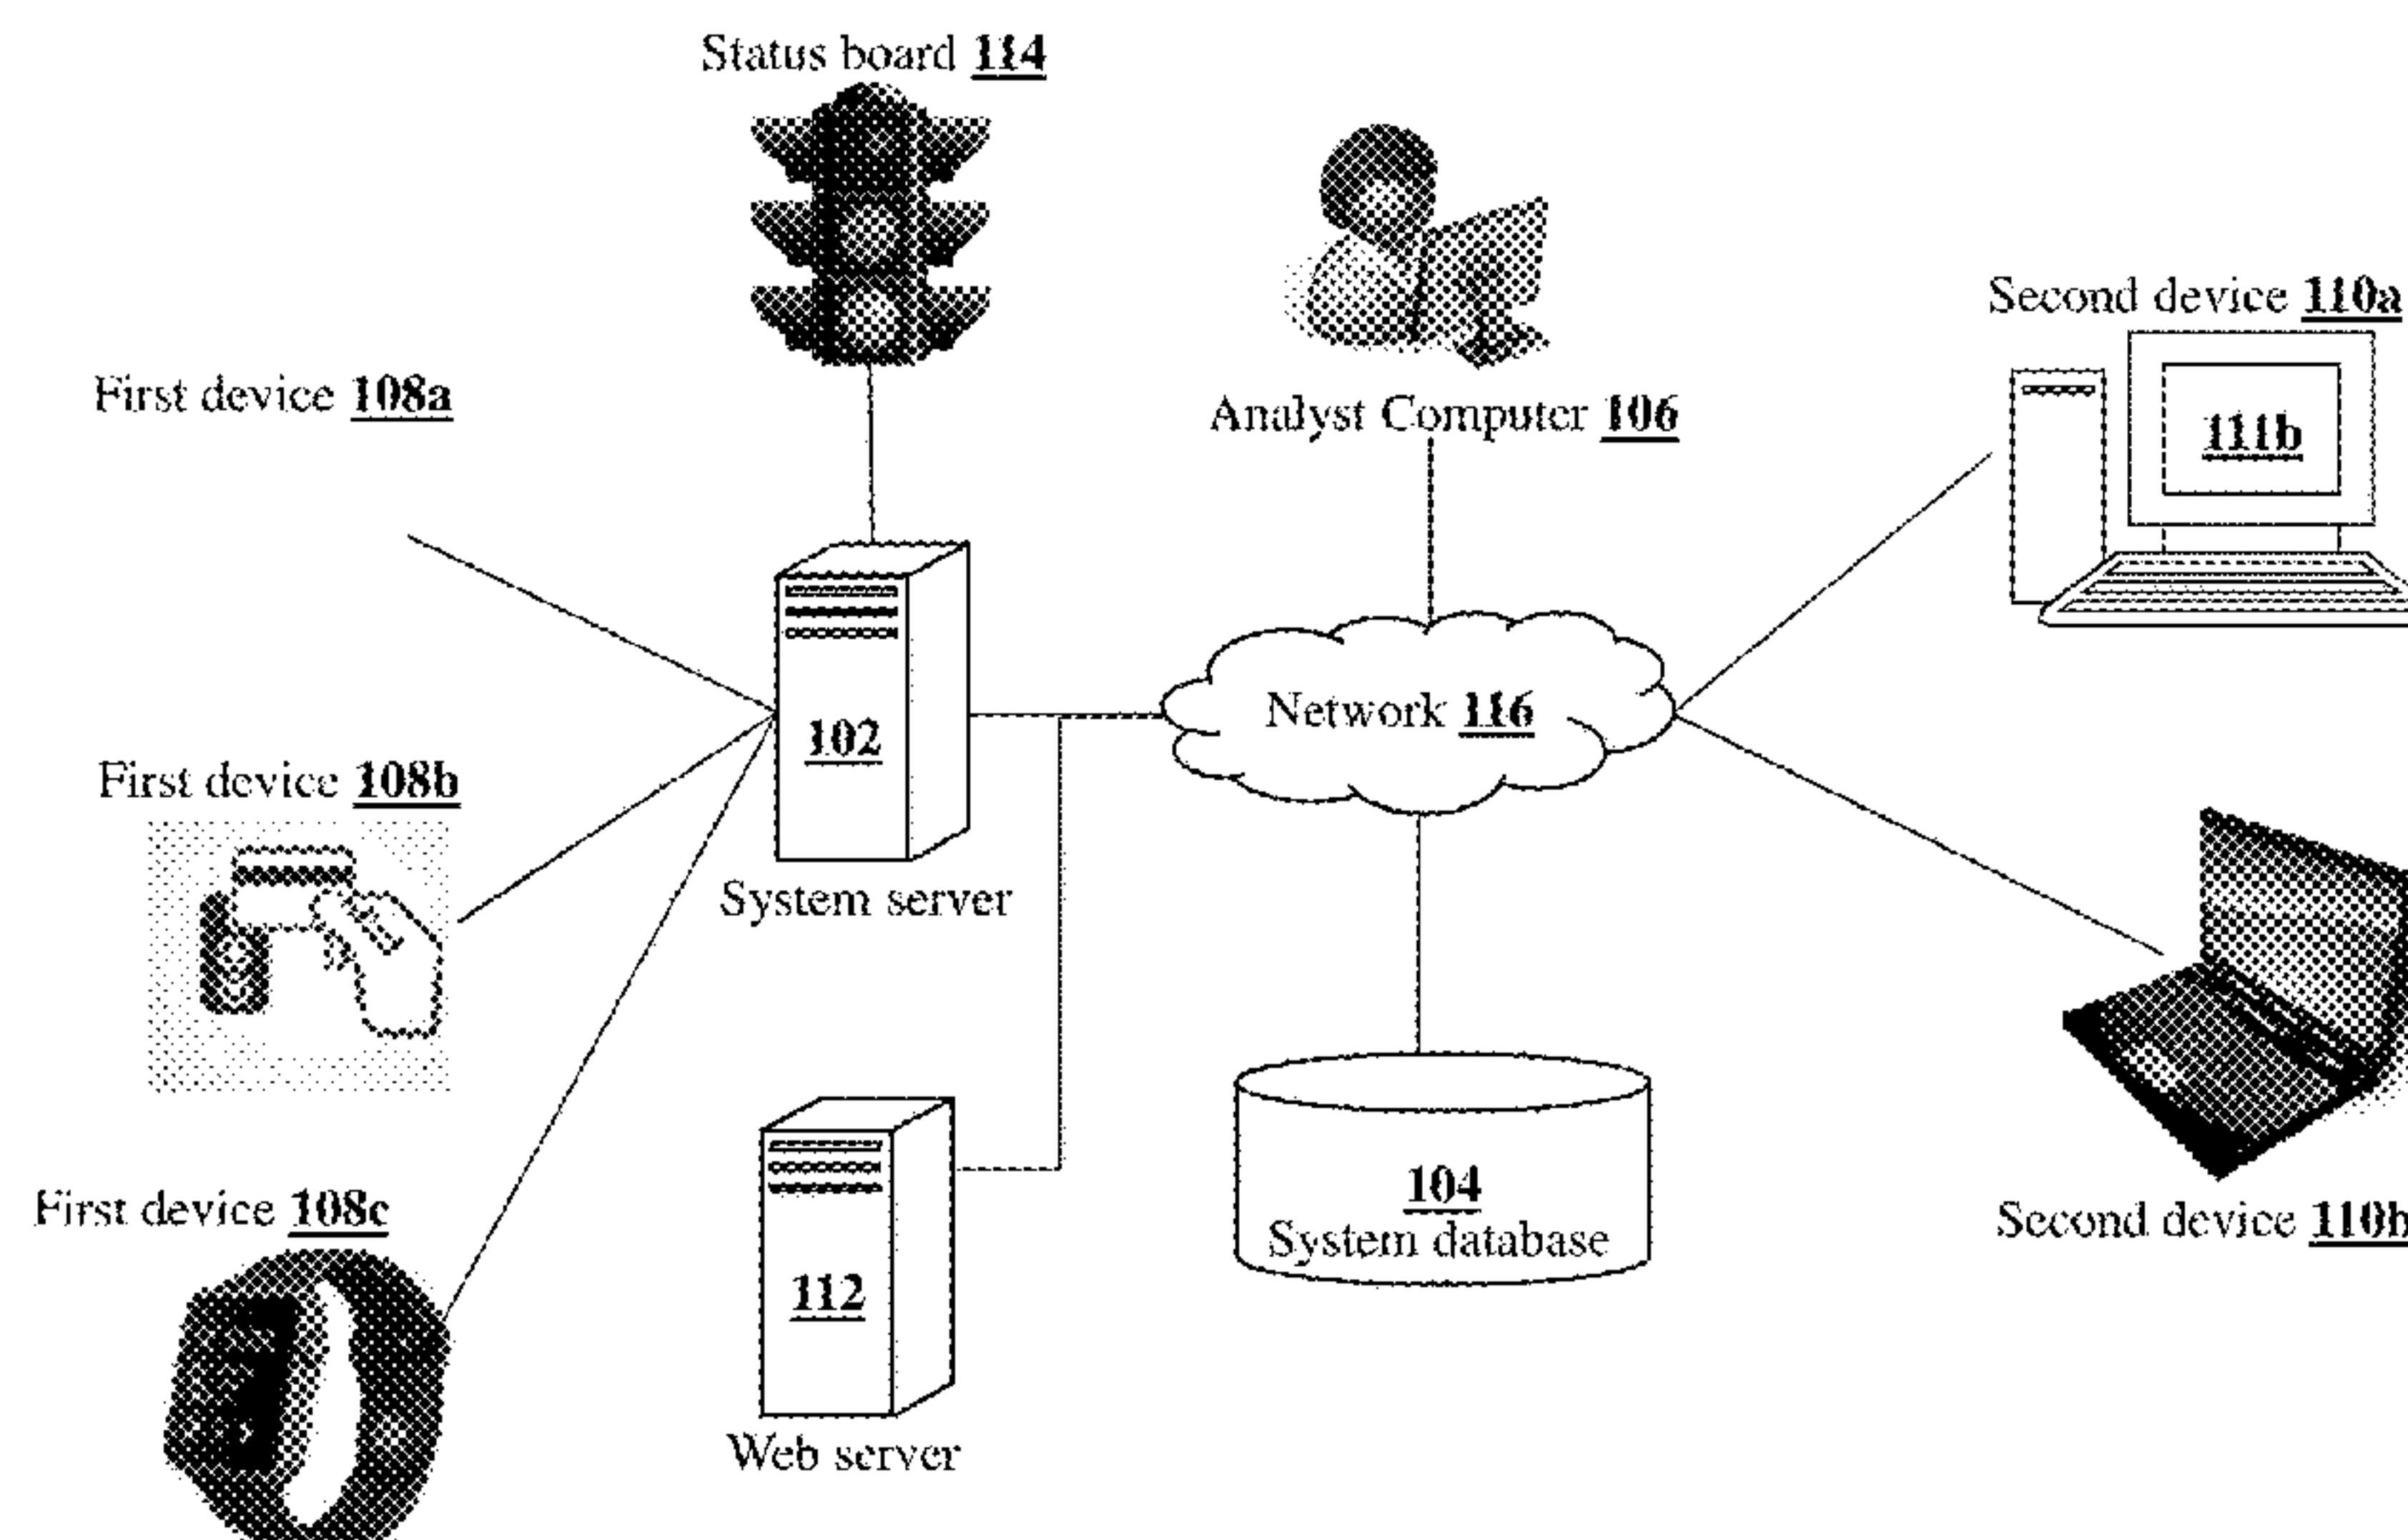 Status board 114
First device 108a
Analyst Computer 106
Second device 110a
111b
102
System server
Network 116
First device 108b
First device 108c
112
Web server
104
System database
Second device 110b